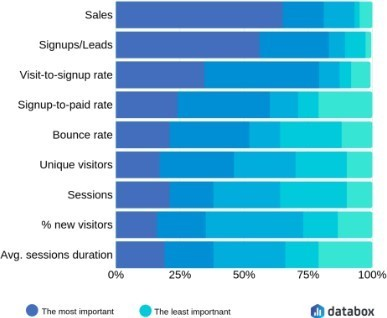 Sales
Signups/Leads
Visit-to-signup rate
Signup-to-paid rate
Bounce rate
Unique visitors
Sessions
% new visitors
Avg. sessions duration
0% 25% 50% 75% 100%
The most important The least importnant databox